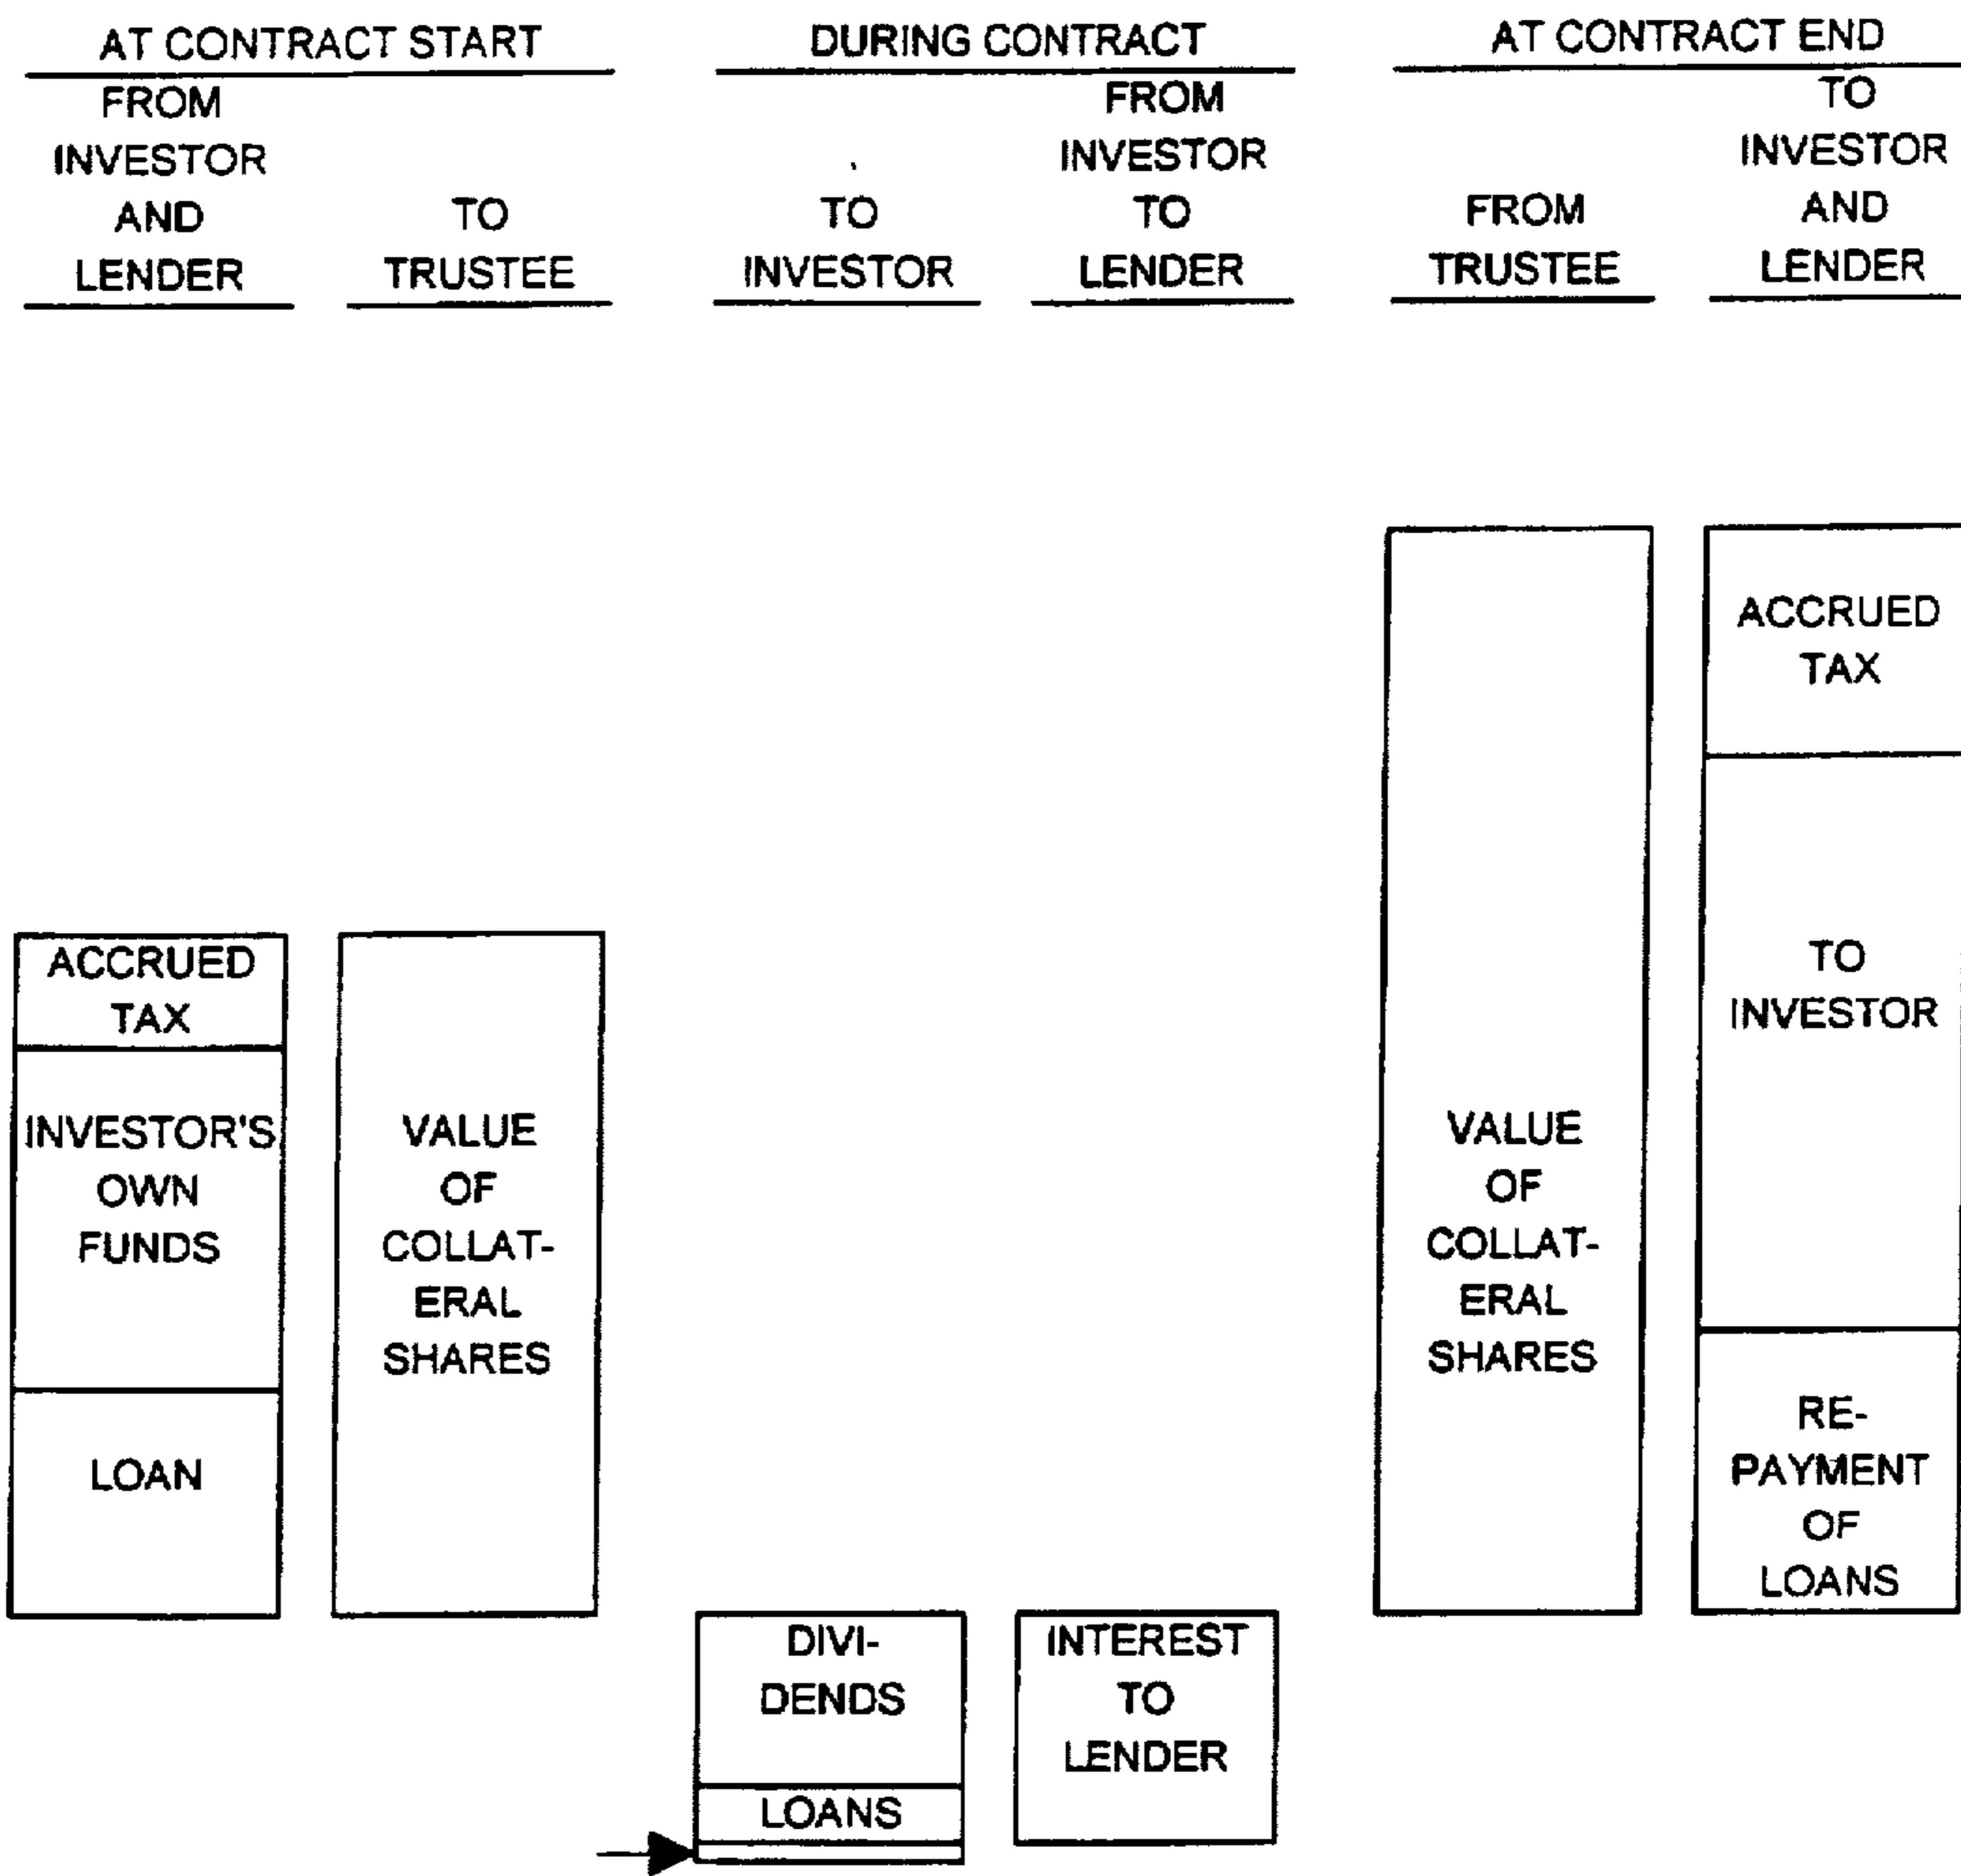 AT CONTRACT START
FROM
INVESTOR
AND
LENDER
TO
TRUSTEE
DURING CONTRACT
TO
INVESTOR
FROM
INVESTOR
TO
LENDER
AT CONTRACT END
FROM
TRUSTEE
TO
INVESTOR
AND
LENDER
ACCRUED
TAX
INVESTOR'S
OWN
FUNDS
LOAN
VALUE
OF
COLLAT-
ERAL
SHARES
DIVI-
DENDS
LOANS
INTEREST
TO
LENDER
VALUE
OF
COLLAT-
ERAL
SHARES
ACCRUED
TAX
TO
INVESTOR
RE-
PAYMENT
OF
LOANS